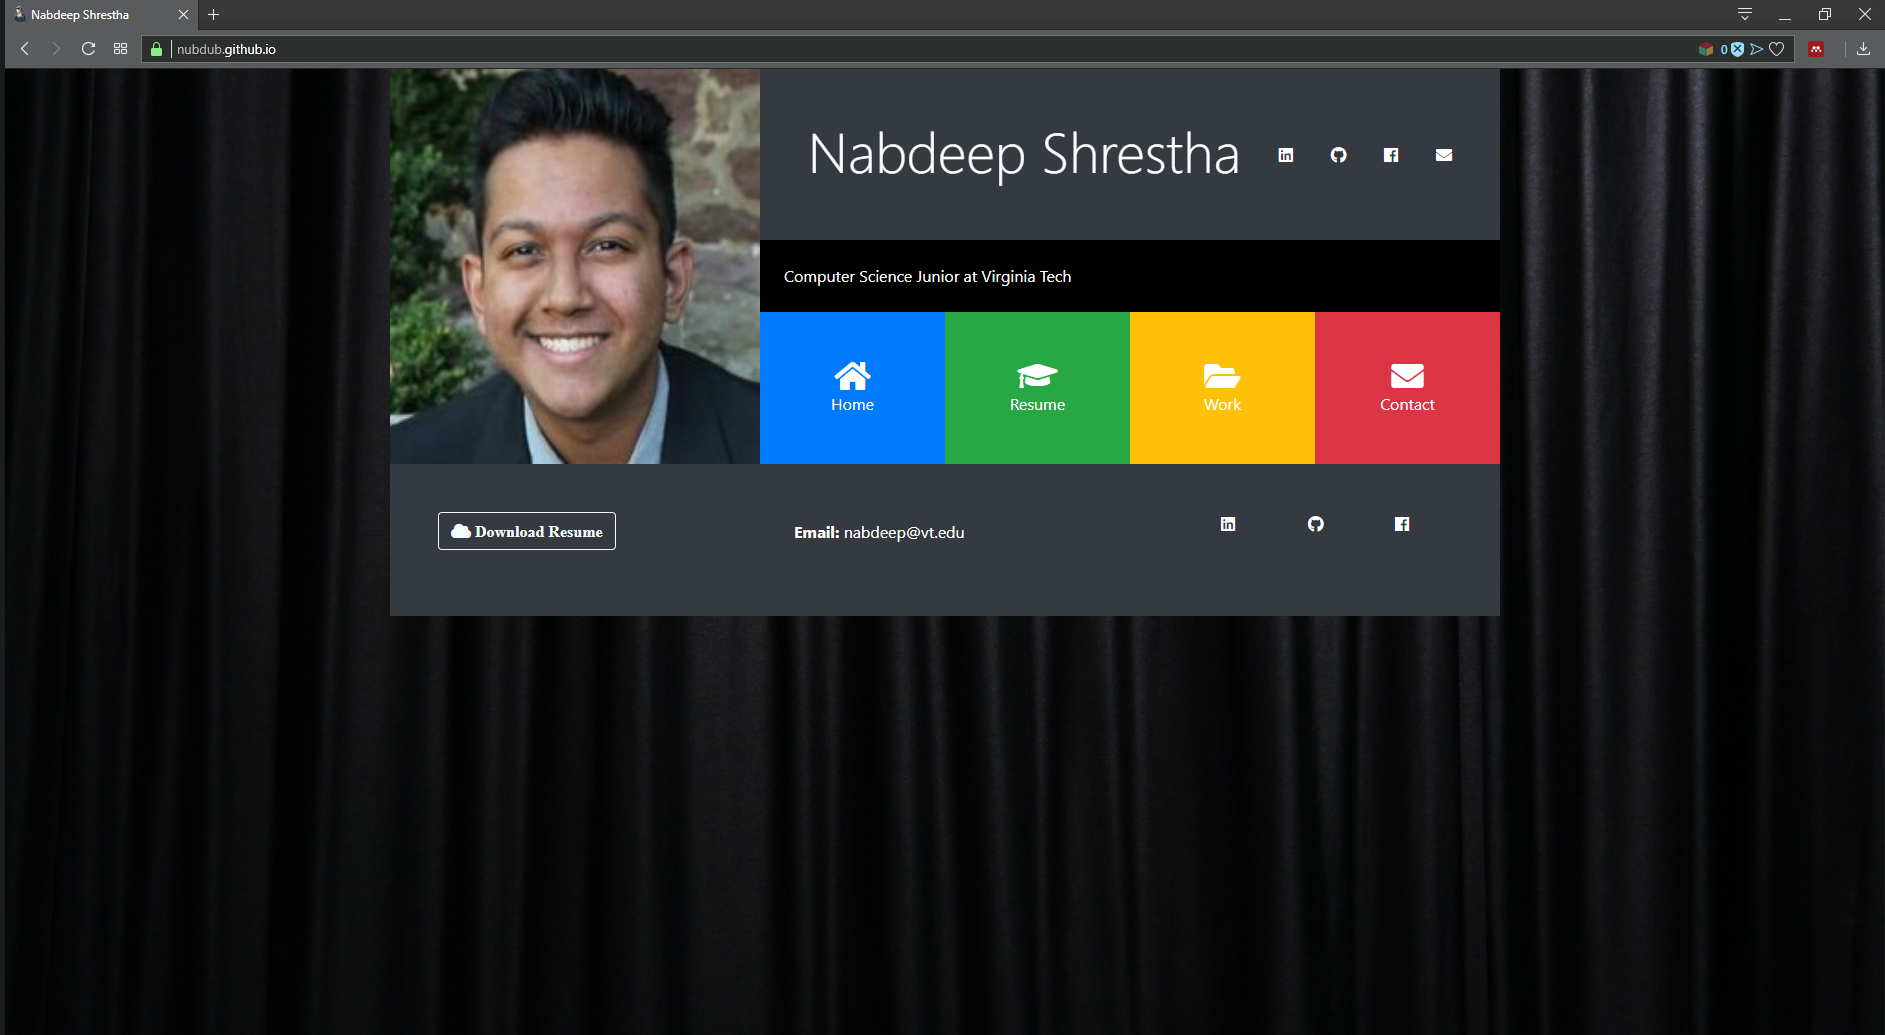 Nabdeep Shrestha
nubdub.github.io
0
Nabdeep Shrestha
Computer Science Junior at Virginia Tech
Home
Resume
Work
Contact
Download Resume
Email: nabdeep@vt.edu